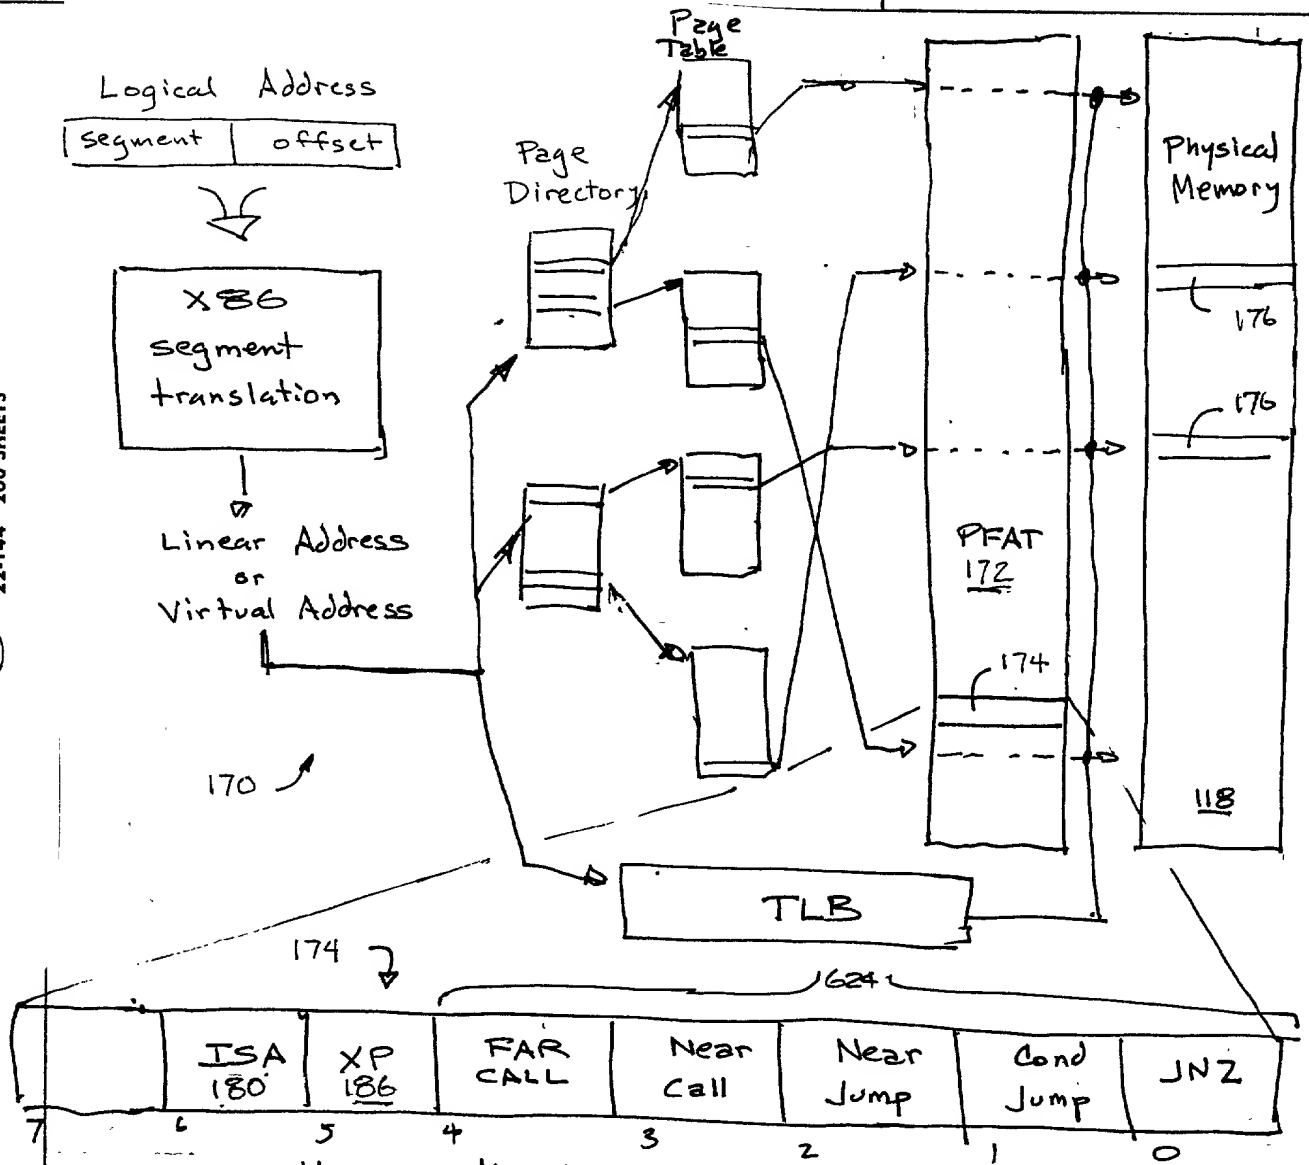 Page
Table
Logical Address
segment offset
Page
Directory
Physical
Memory
X86
segment
translation
176
176
Linear Address
or
Virtual Address
PFAT
172
174
170
118
TLB
174
624
ISA
180
XP
186
FAR
CALL
Near
Call
Near
Jump
Cond
Jump
JNZ
7 6 5 4 3 2 1 0